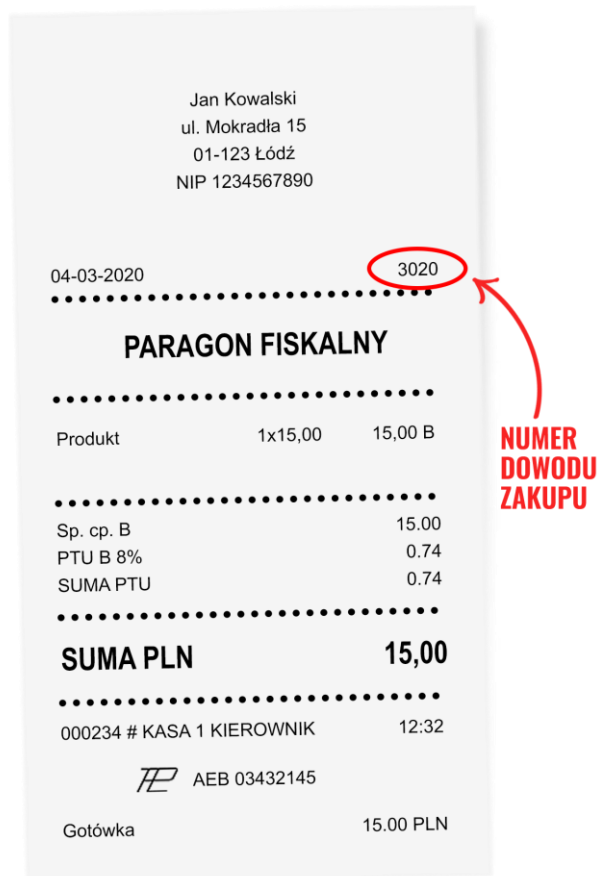 Jan Kowalski
ul. Mokradła 15
01-123 Łódź
NIP 1234567890
04-03-2020 3020
PARAGON FISKALNY
Produkt 1x15,00 15,00 B
NUMER
DOWODU
ZAKUPU
Sp. cp. B 15.00
PTU B 8% 0.74
SUMA PTU 0.74
SUMA PLN 15,00
000234 # KASA 1 KIEROWNIK 12:32
AEB 03432145
Gotówka 15.00 PLN